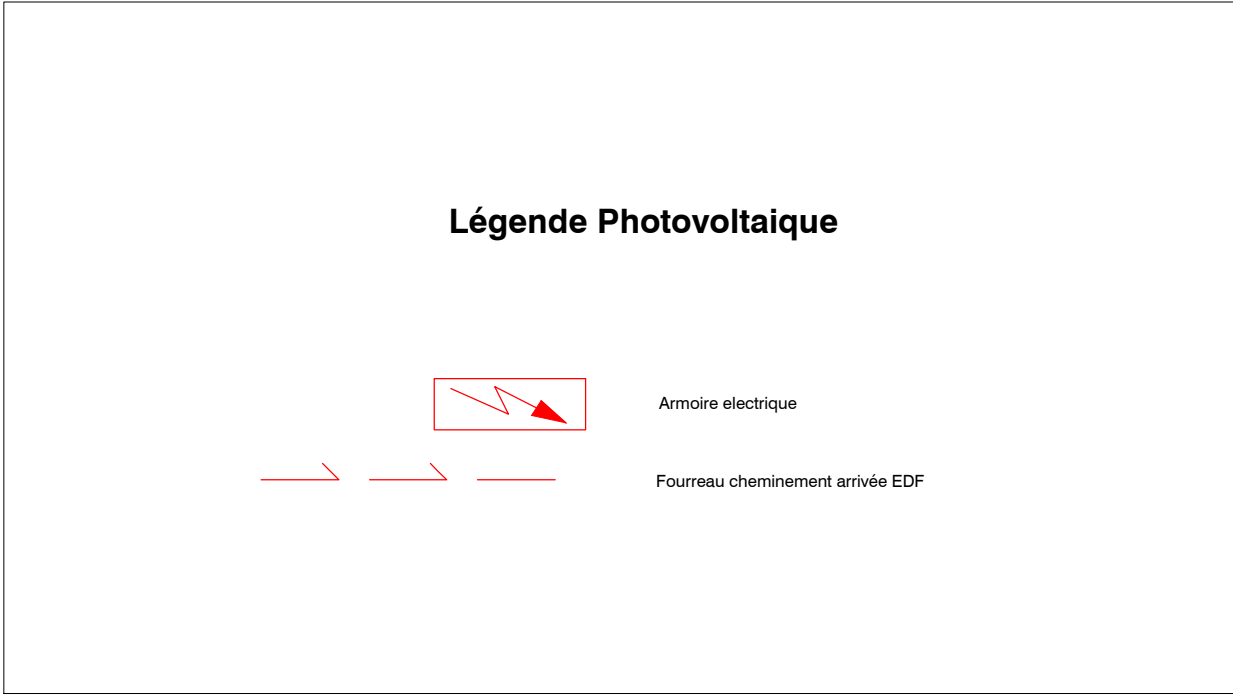 Légende Photovoltaique
Armoire electrique
Fourreau cheminement arrivée EDF